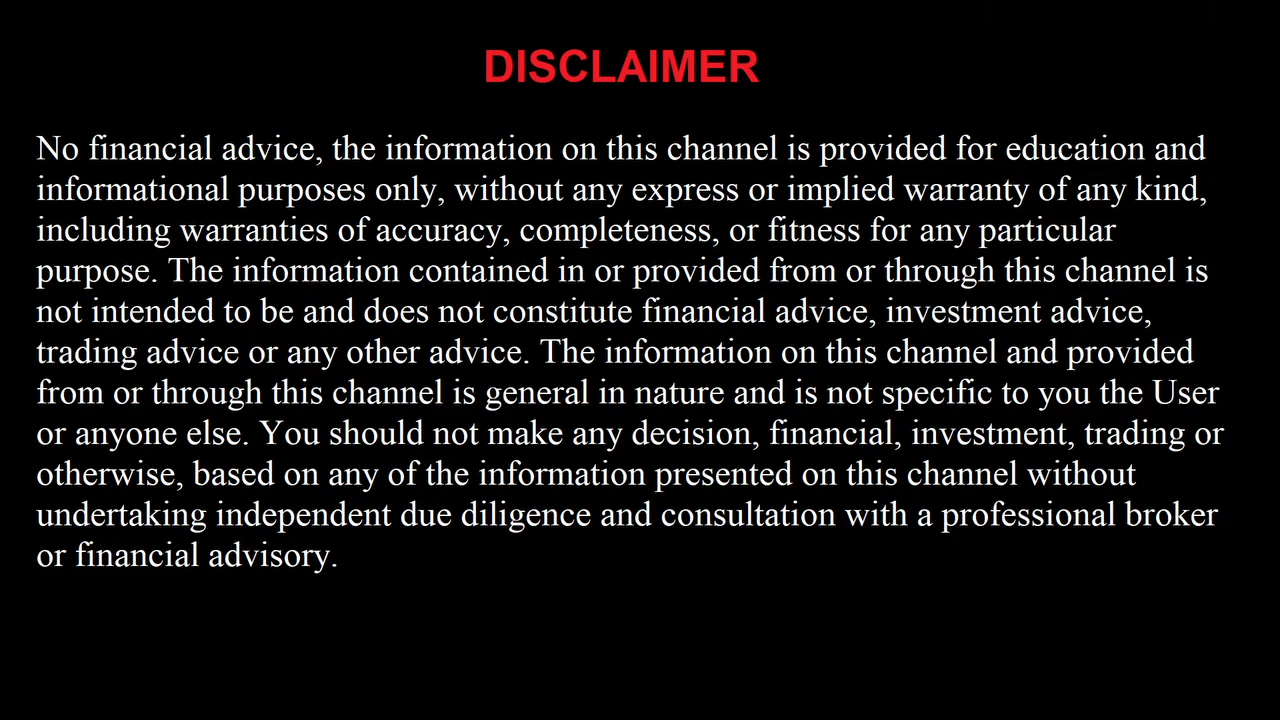 DISCLAIMER
No financial advice, the information on this channel is provided for education and
informational purposes only, without any express or implied warranty of any kind,
including warranties of accuracy, completeness, or fitness for any particular
purpose. The information contained in or provided from or through this channel is
not intended to be and does not constitute financial advice, investment advice,
trading advice or any other advice. The information on this channel and provided
from or through this channel is general in nature and is not specific to you the User
or anyone else. You should not make any decision, financial, investment, trading or
otherwise, based on any of the information presented on this channel without
undertaking independent due diligence and consultation with a professional broker
or financial advisory.